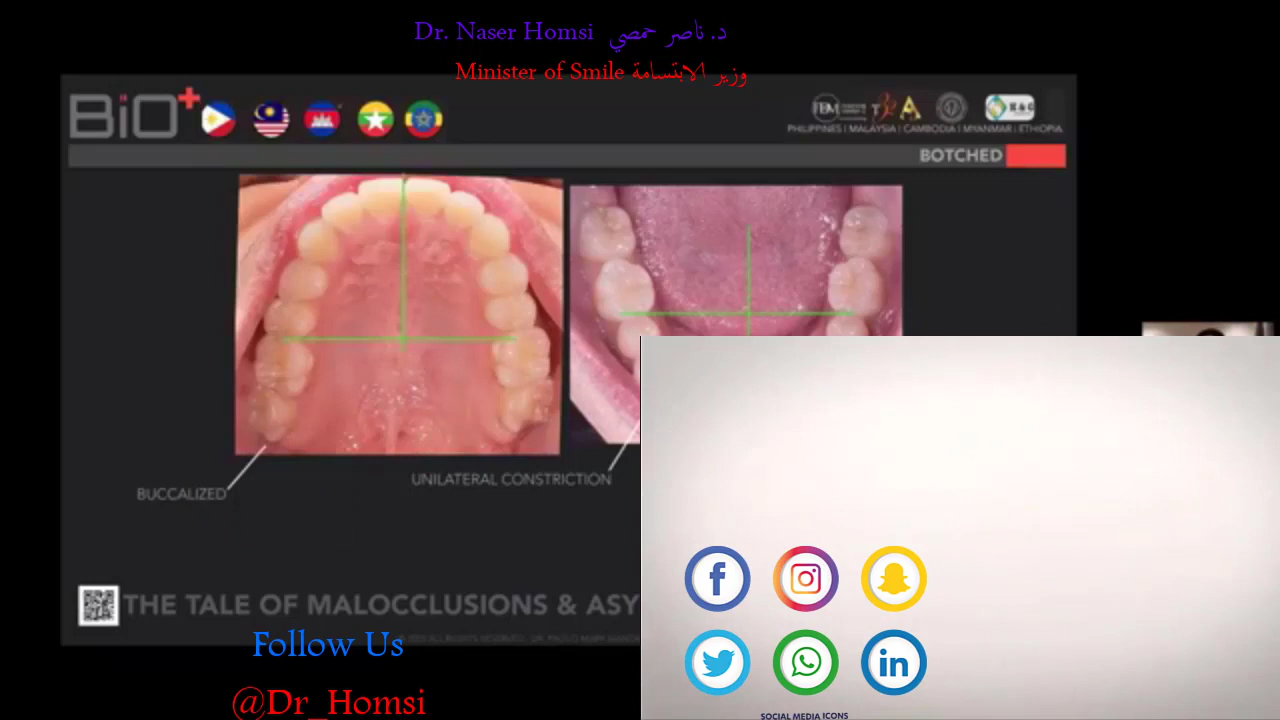 Dr. Naser Homsi د. ناصر حمصي
Minister of Smile وزير الابتسامة
BiO+
PHILIPPINES | MALAYSIA | CAMBODIA | MYANMAR | ETHIOPIA
BOTCHED
UNILATERAL CONSTRICTION
BUCCALIZED
THE TALE OF MALOCCLUSIONS & ASY
Follow Us
@Dr_Homsi
SOCIAL MEDIA ICONS